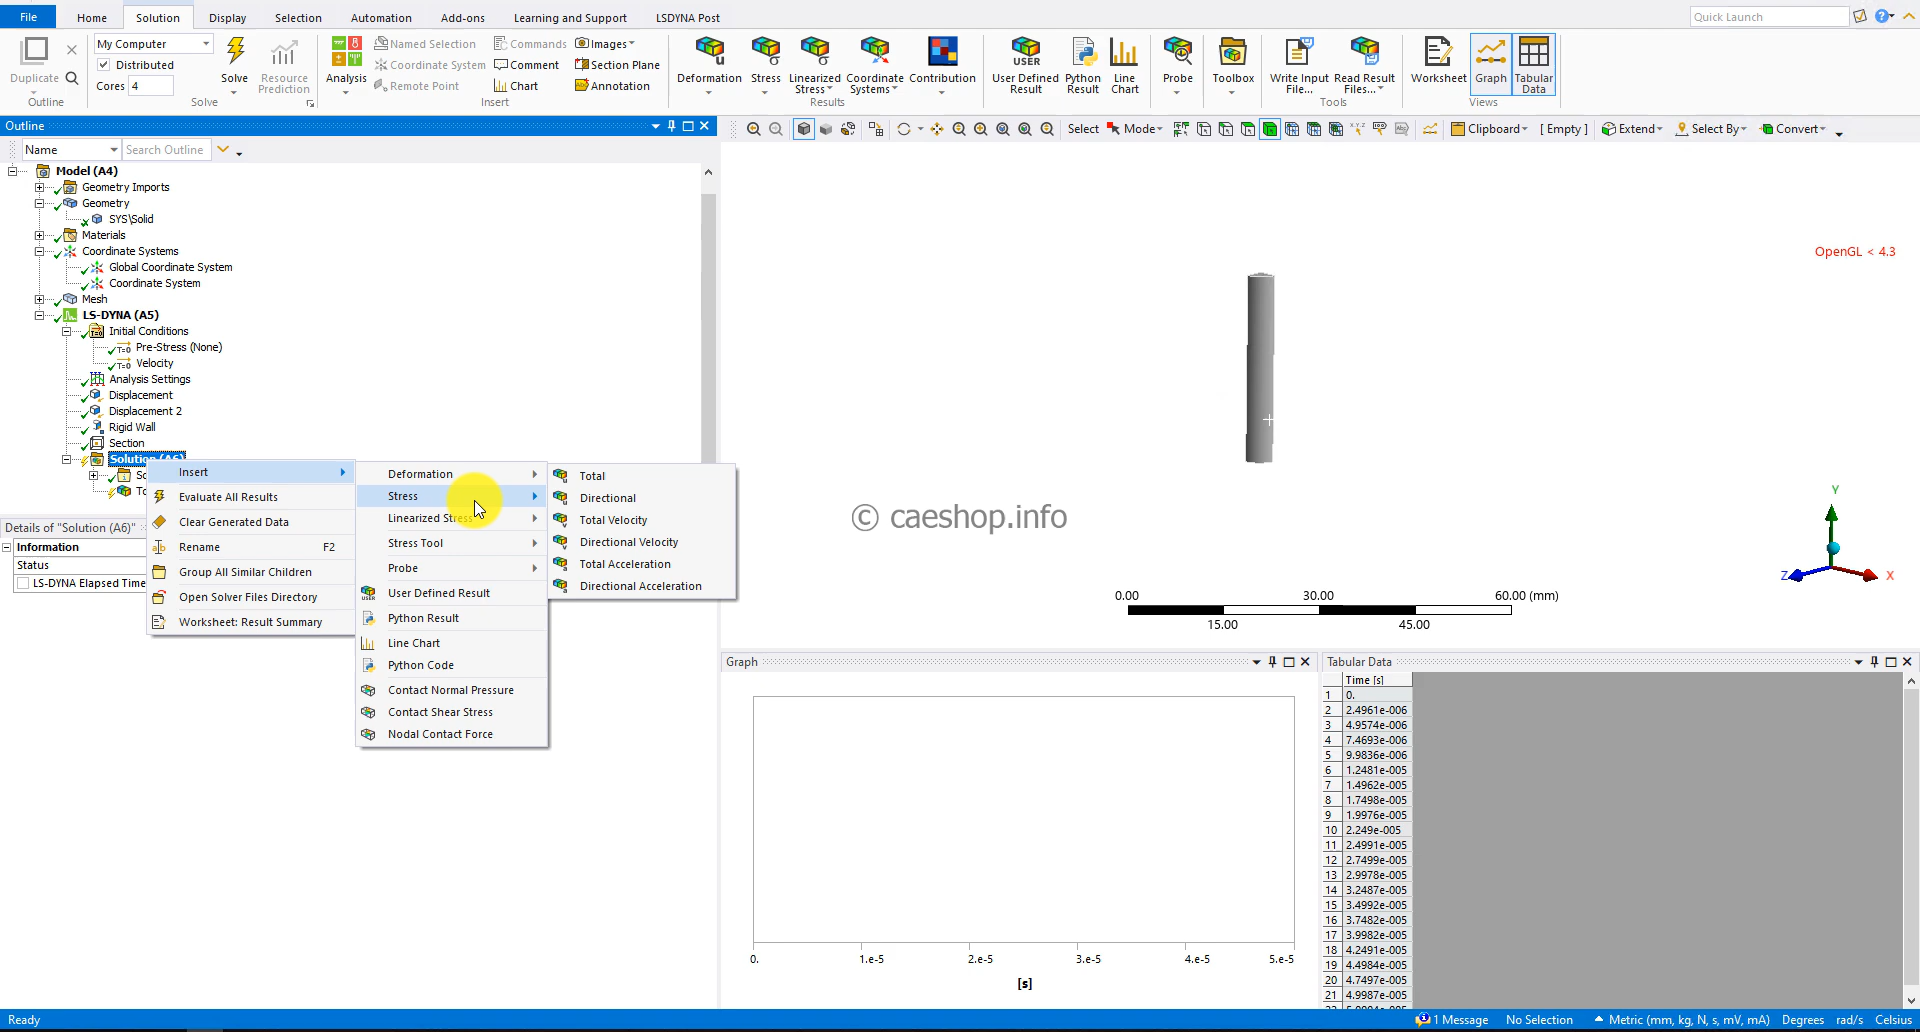 File Home Solution Display Selection Automation Add-ons Learning and Support LSDYNA Post Quick Launch
Duplicate
Outline
My Computer
Distributed
Cores 4
Solve
Resource Prediction
Solve
Analysis
Named Selection
Coordinate System
Remote Point
Commands
Comment
Chart
Images
Section Plane
Annotation
Insert
Deformation
Stress
Linearized Stress
Coordinate Systems
Contribution
Results
User Defined Result
Python Result
Line Chart
Probe
Toolbox
Write Input File...
Read Result Files...
Tools
Worksheet
Graph
Tabular Data
Views
Outline
Name
Search Outline
Select Mode Clipboard [ Empty ] Extend Select By Convert
Model (A4)
Geometry Imports
Geometry
SYS\Solid
Materials
Coordinate Systems
Global Coordinate System
Coordinate System
Mesh
LS-DYNA (A5)
Initial Conditions
Pre-Stress (None)
Velocity
Analysis Settings
Displacement
Displacement 2
Rigid Wall
Section
Solution (A6)
Details of "Solution (A6)"
Information
Status
LS-DYNA Elapsed Time
Insert
Evaluate All Results
Clear Generated Data
Rename F2
Group All Similar Children
Open Solver Files Directory
Worksheet: Result Summary
Deformation
Stress
Linearized Stress
Stress Tool
Probe
User Defined Result
Python Result
Line Chart
Python Code
Contact Normal Pressure
Contact Shear Stress
Nodal Contact Force
Total
Directional
Total Velocity
Directional Velocity
Total Acceleration
Directional Acceleration
OpenGL < 4.3
© caeshop.info
Y
Z X
0.00 30.00 60.00 (mm)
15.00 45.00
Graph
0. 1.e-5 2.e-5 3.e-5 4.e-5 5.e-5
[s]
Tabular Data
Time [s]
1 0.
2 2.4961e-006
3 4.9574e-006
4 7.4693e-006
5 9.9836e-006
6 1.2481e-005
7 1.4962e-005
8 1.7498e-005
9 1.9976e-005
10 2.249e-005
11 2.4991e-005
12 2.7499e-005
13 2.9978e-005
14 3.2487e-005
15 3.4992e-005
16 3.7482e-005
17 3.9982e-005
18 4.2491e-005
19 4.4984e-005
20 4.7497e-005
21 4.9987e-005
Ready 1 Message No Selection Metric (mm, kg, N, s, mV, mA) Degrees rad/s Celsius